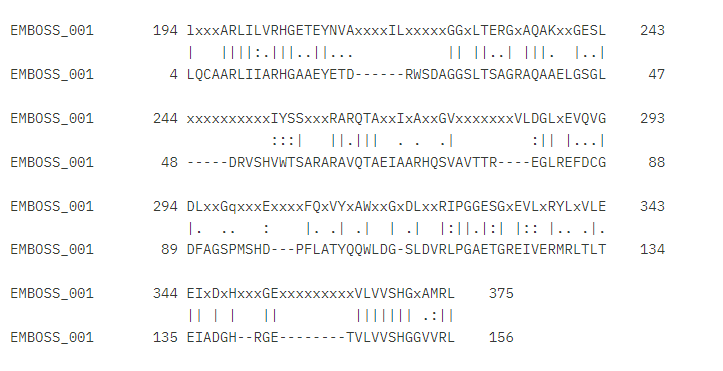 EMBOSS_001 194 lxxxARLILVRHGETEYNVAxxxxILxxxxxGGxLTERGxAQAKxxGESL 243
|   ||||:.|||..||...           || ||..| |||.  |..|
EMBOSS_001 4 LQCAARLIIARHGAAEYETD------RWSDAGGSLTSAGRAQAAELGSGL 47
EMBOSS_001 244 xxxxxxxxxxIYSSxxxRARQTAxxIxAxxGVxxxxxxxVLDGLxEVQVG 293
:::|   ||.|||  . .  .|         :|| |...|
EMBOSS_001 48 -----DRVSHVWTSARARAVQTAEIAARHQSVAVTTR----EGLREFDCG 88
EMBOSS_001 294 DLxxGqxxxExxxxFQxVYxAWxxGxDLxxRIPGGESGxEVLxRYLxVLE 343
|.  ..   :    |. .| .|  | .|  |:||.|:| |:: |.. .|.
EMBOSS_001 89 DFAGSPMSHD---PFLATYQQWLDG-SLDVRLPGAETGREIVERMRLTLT 134
EMBOSS_001 344 EIxDxHxxxGExxxxxxxxxVLVVSHGxAMRL 375
|| | |   ||         ||||||| .:||
EMBOSS_001 135 EIADGH--RGE--------TVLVVSHGGVVRL 156